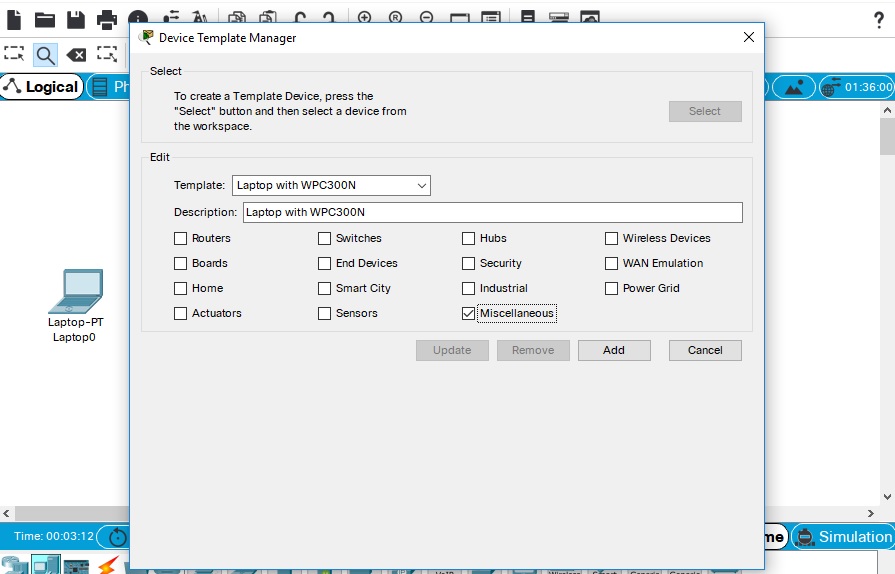 ?
Device Template Manager
Logical
Ph
01:36:00
Select
To create a Template Device, press the
"Select" button and then select a device from
the workspace.
Select
Edit
Template: Laptop with WPC300N
Description: Laptop with WPC300N
Routers Switches Hubs Wireless Devices
Boards End Devices Security WAN Emulation
Home Smart City Industrial Power Grid
Actuators Sensors Miscellaneous
Laptop-PT
Laptop0
Update Remove Add Cancel
Time: 00:03:12
me
Simulation